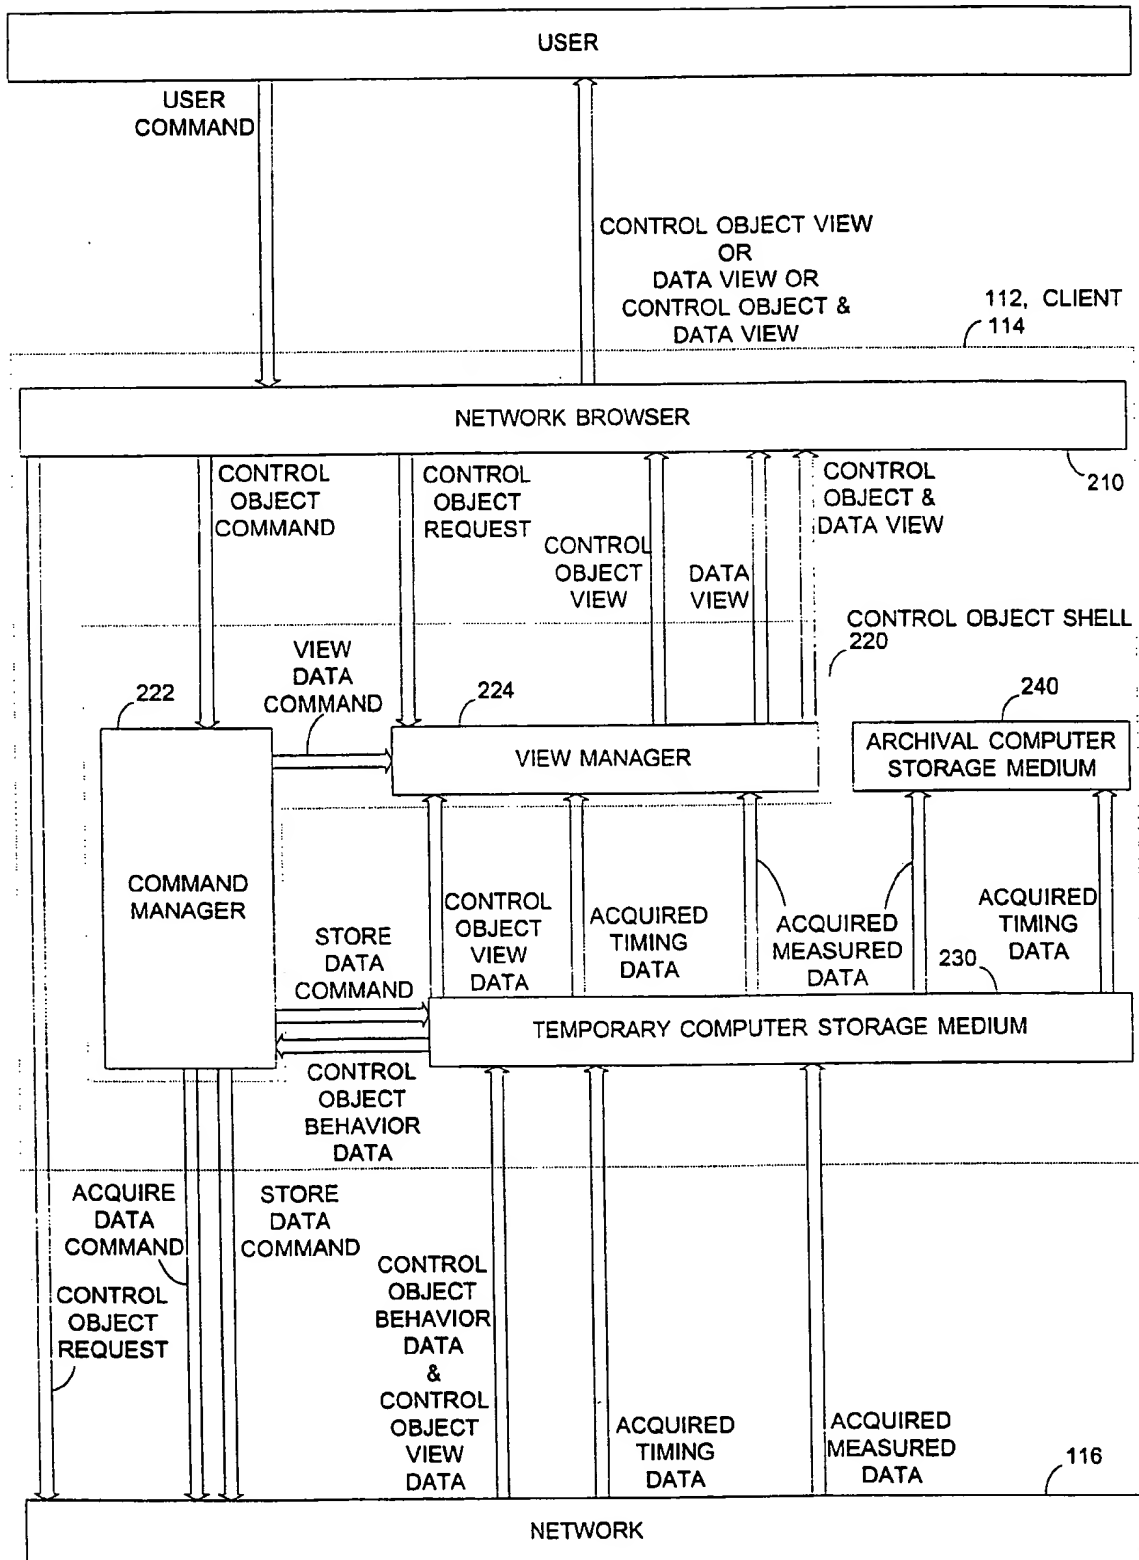 USER
USER
COMMAND
CONTROL OBJECT VIEW
OR
DATA VIEW OR
CONTROL OBJECT &
DATA VIEW
112, CLIENT
114
NETWORK BROWSER
210
CONTROL
OBJECT
COMMAND
CONTROL
OBJECT
REQUEST
CONTROL
OBJECT
VIEW
DATA
VIEW
CONTROL
OBJECT &
DATA VIEW
CONTROL OBJECT SHELL
220
VIEW
DATA
COMMAND
222
224
240
VIEW MANAGER
ARCHIVAL COMPUTER
STORAGE MEDIUM
COMMAND
MANAGER
STORE
DATA
COMMAND
CONTROL
OBJECT
VIEW
DATA
ACQUIRED
TIMING
DATA
ACQUIRED
MEASURED
DATA
ACQUIRED
TIMING
DATA
230
TEMPORARY COMPUTER STORAGE MEDIUM
CONTROL
OBJECT
BEHAVIOR
DATA
ACQUIRE
DATA
COMMAND
STORE
DATA
COMMAND
CONTROL
OBJECT
REQUEST
CONTROL
OBJECT
BEHAVIOR
DATA
&
CONTROL
OBJECT
VIEW
DATA
ACQUIRED
TIMING
DATA
ACQUIRED
MEASURED
DATA
116
NETWORK